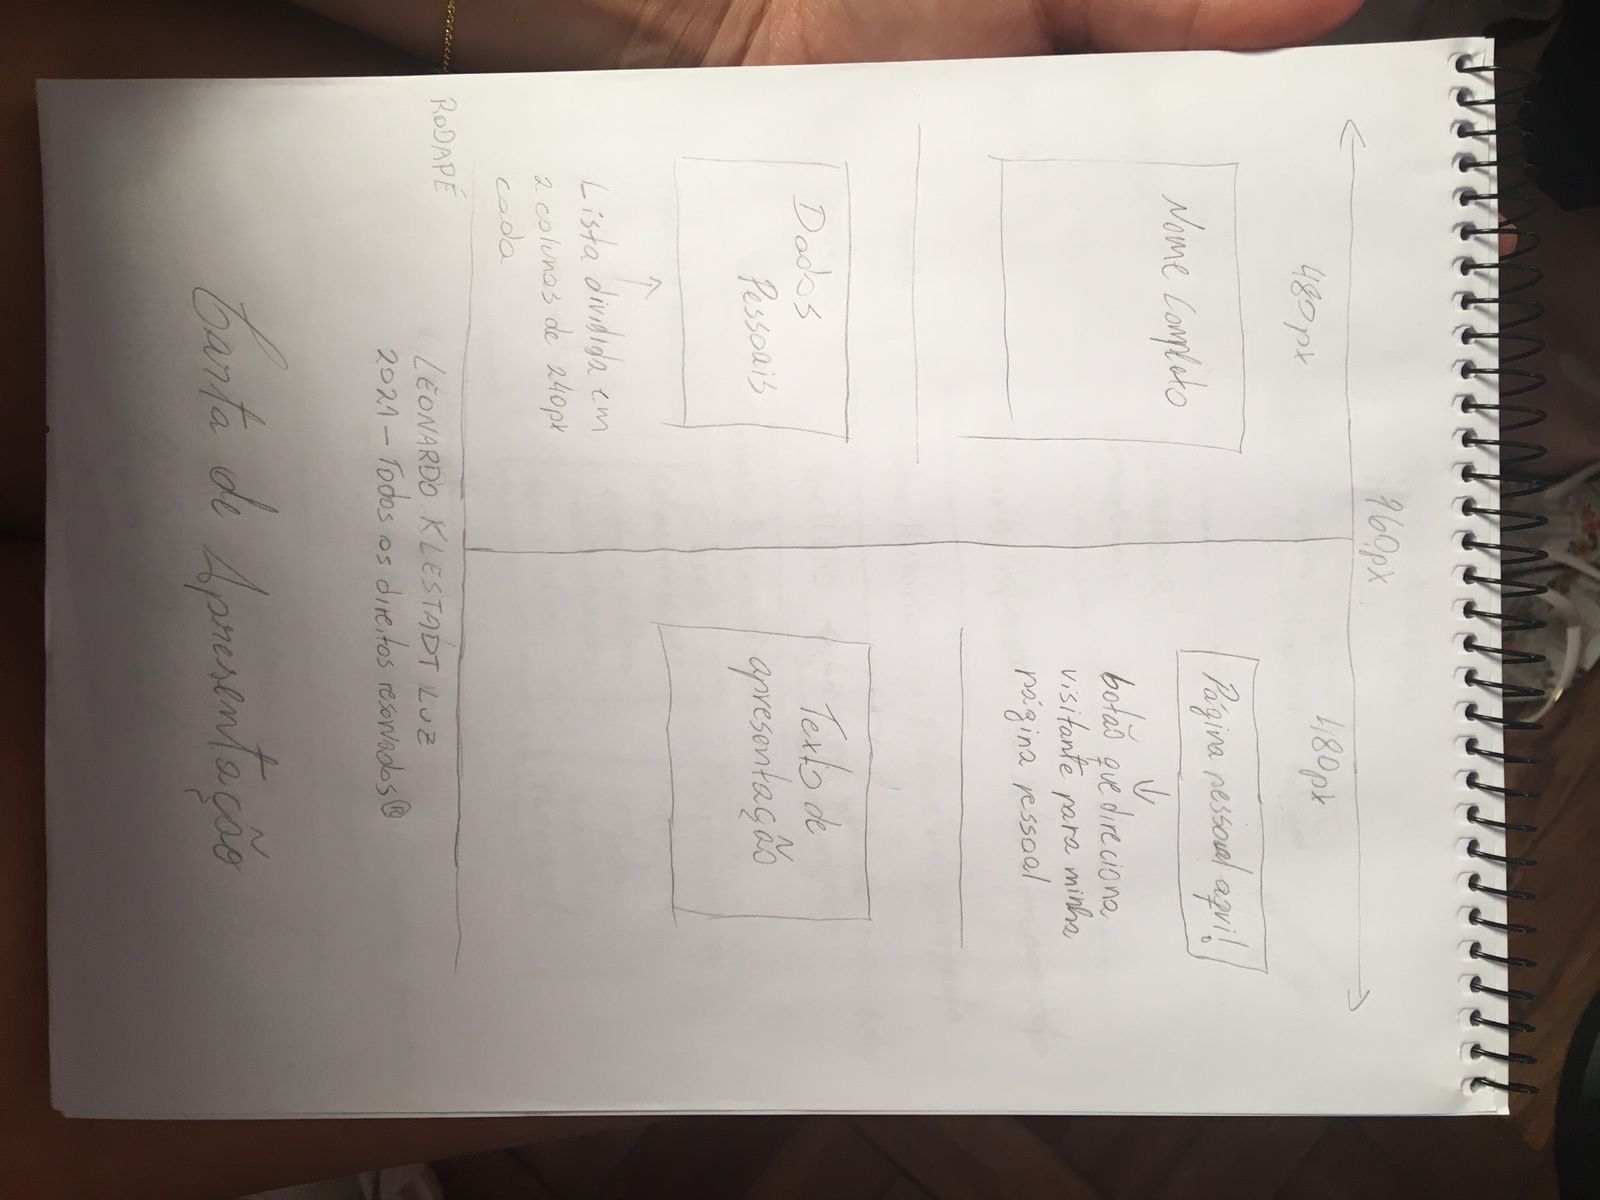 960px
480px
480px
Nome Completo
Página pessoal aqui!
botão que direciona
visitante para minha
página pessoal
Dados
Pessoais
Texto de
apresentação
Lista dividida em
2 colunas de 240px
cada
RODAPÉ
LEONARDO KLESTADT LUZ
2021 – Todos os direitos reservados ®
Carta de Apresentação